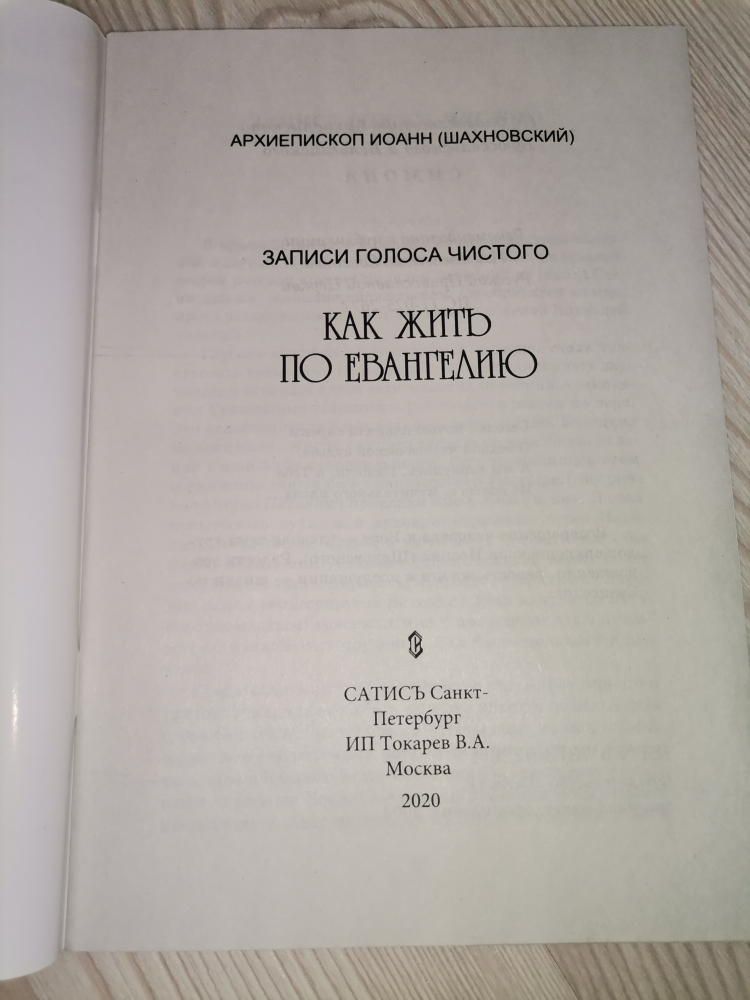 АРХИЕПИСКОП ИОАНН (ШАХНОВСКИЙ)
ЗАПИСИ ГОЛОСА ЧИСТОГО
КАК ЖИТЬ
ПО ЕВАНГЕЛИЮ
САТИСЪ Санкт-
Петербург
ИП Токарев В.А.
Москва
2020